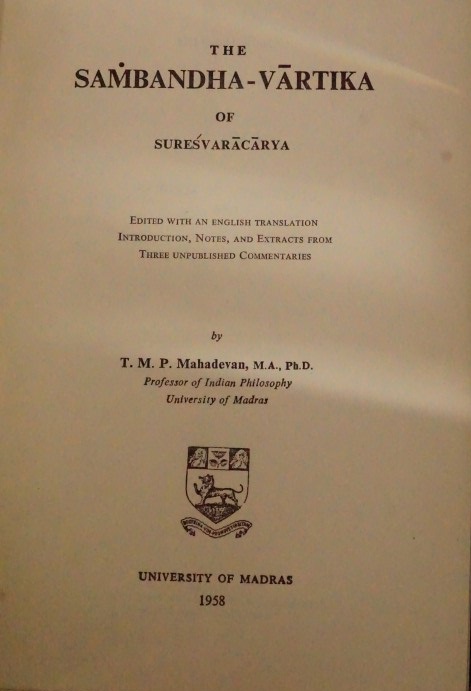 THE
SAṀBANDHA-VĀRTIKA
OF
SUREŚVARĀCĀRYA
EDITED WITH AN ENGLISH TRANSLATION
INTRODUCTION, NOTES, AND EXTRACTS FROM
THREE UNPUBLISHED COMMENTARIES
by
T. M. P. Mahadevan, M.A., Ph.D.
Professor of Indian Philosophy
University of Madras
UNIVERSITY OF MADRAS
1958